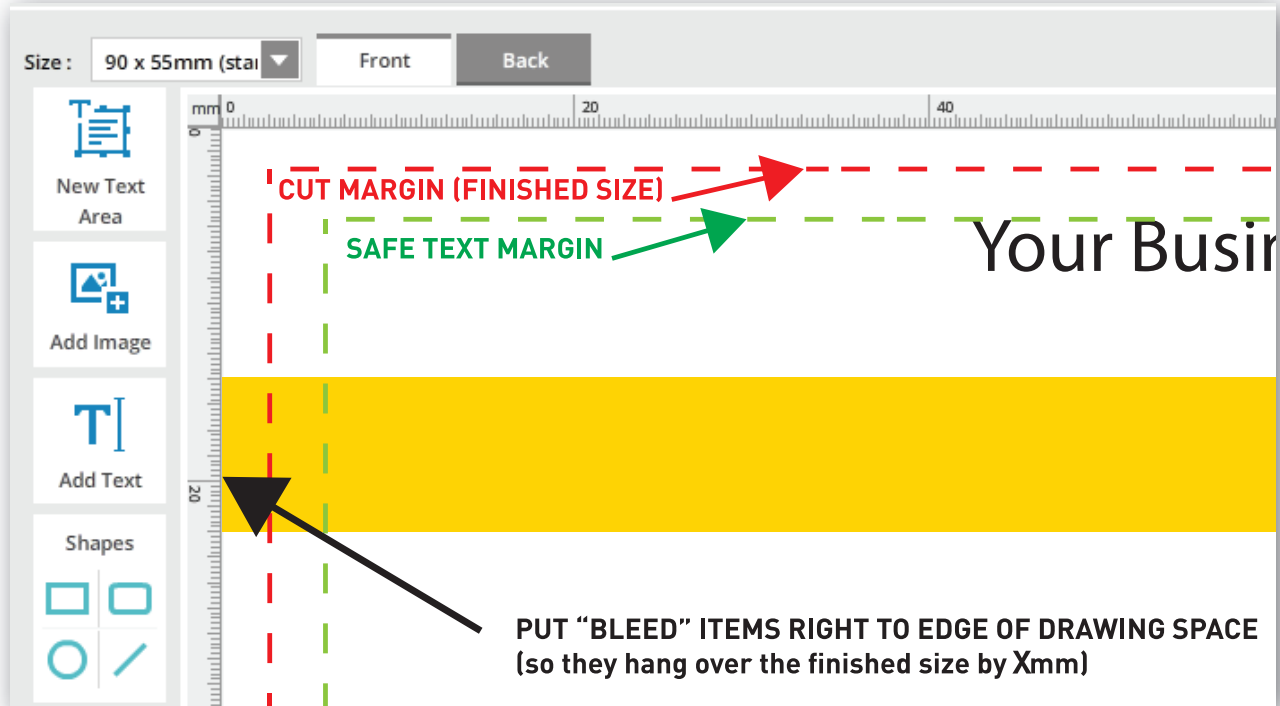 Size : 90 x 55mm (star Front Back
mm 0 20 40
0
New Text
Area
CUT MARGIN (FINISHED SIZE)
SAFE TEXT MARGIN
Your Busin
Add Image
Add Text
20
Shapes
PUT “BLEED” ITEMS RIGHT TO EDGE OF DRAWING SPACE
(so they hang over the finished size by Xmm)